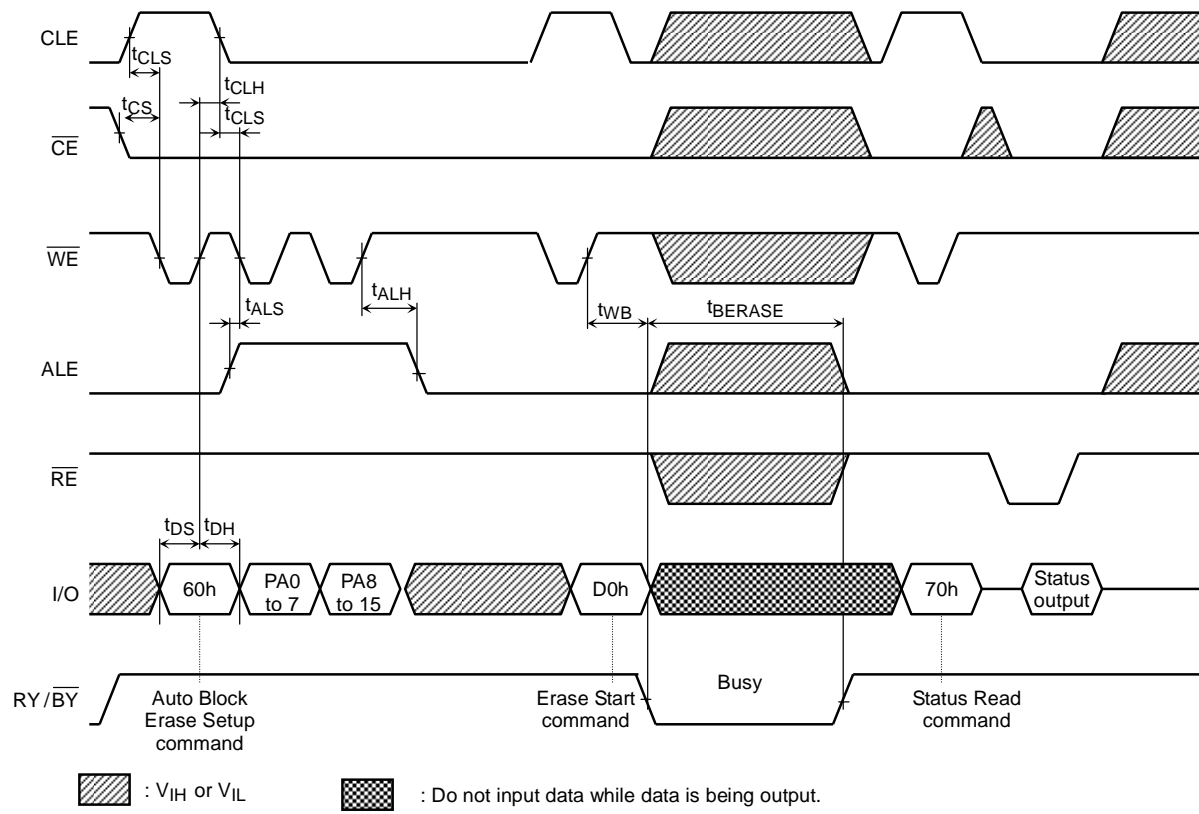 CLE
tCLS
tCLH
tCS
tCLS
CE
WE
tALH
tALS
tWB
tBERASE
ALE
RE
tDS
tDH
I/O
60h
PA0
to 7
PA8
to 15
D0h
70h
Status
output
RY/BY
Busy
Auto Block
Erase Setup
command
Erase Start
command
Status Read
command
: VIH or VIL
: Do not input data while data is being output.